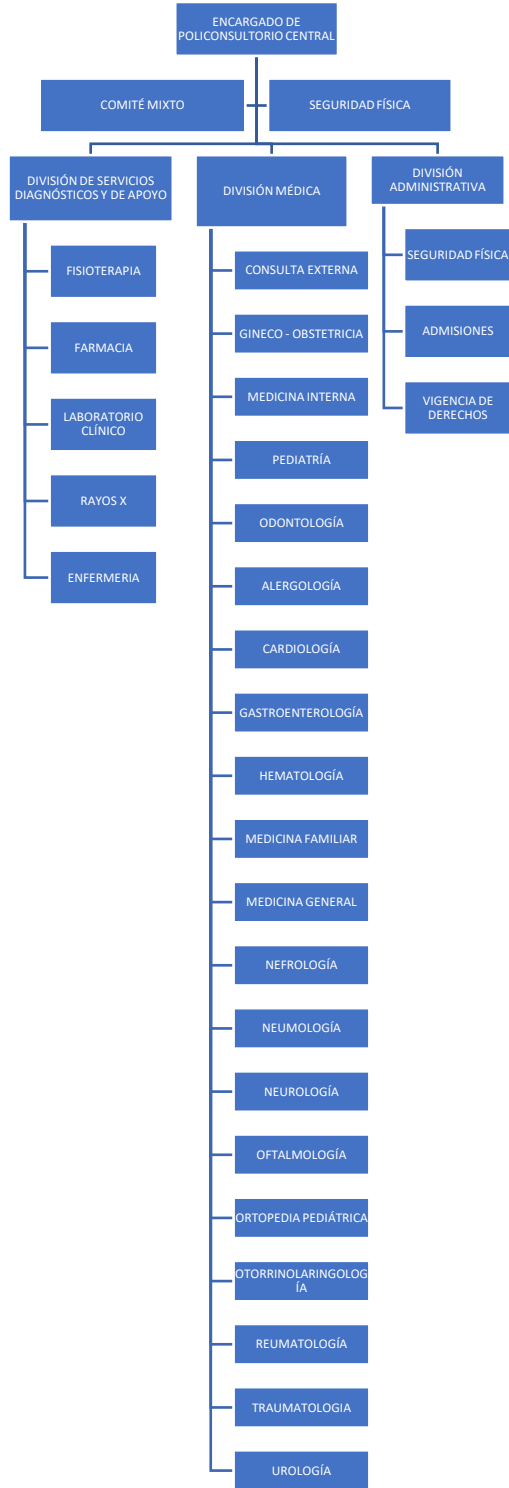 ENCARGADO DE
POLICONSULTORIO CENTRAL
COMITÉ MIXTO
SEGURIDAD FÍSICA
DIVISIÓN DE SERVICIOS
DIAGNÓSTICOS Y DE APOYO
FISIOTERAPIA
FARMACIA
LABORATORIO
CLÍNICO
RAYOS X
ENFERMERIA
DIVISIÓN MÉDICA
CONSULTA EXTERNA
GINECO - OBSTETRICIA
MEDICINA INTERNA
PEDIATRÍA
ODONTOLOGÍA
ALERGOLOGÍA
CARDIOLOGÍA
GASTROENTEROLOGÍA
HEMATOLOGÍA
MEDICINA FAMILIAR
MEDICINA GENERAL
NEFROLOGÍA
NEUMOLOGÍA
NEUROLOGÍA
OFTALMOLOGÍA
ORTOPEDIA PEDIÁTRICA
OTORRINOLARINGOLOG
ÍA
REUMATOLOGÍA
TRAUMATOLOGIA
UROLOGÍA
DIVISIÓN
ADMINISTRATIVA
SEGURIDAD FÍSICA
ADMISIONES
VIGENCIA DE
DERECHOS